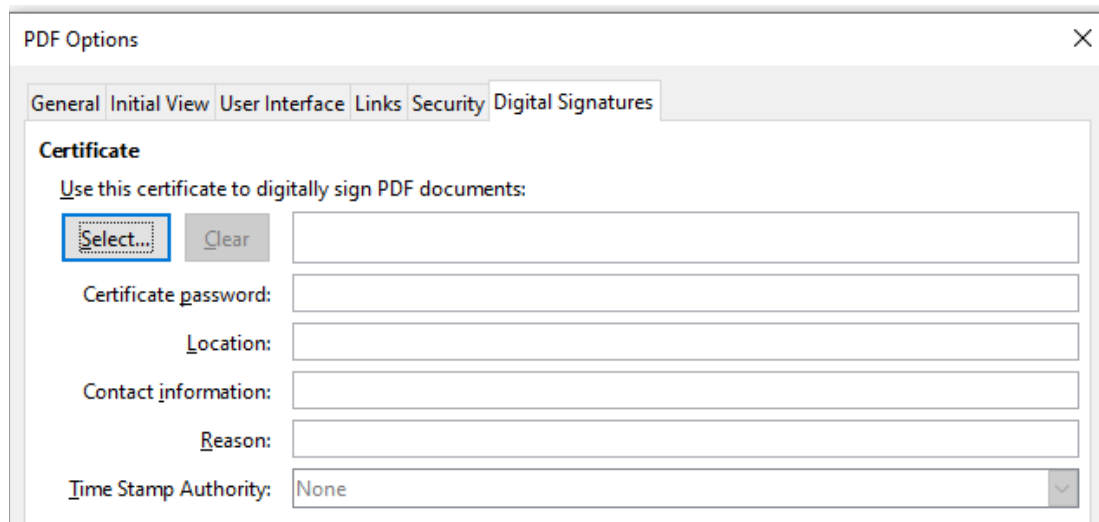 PDF Options
General Initial View User Interface Links Security Digital Signatures
Certificate
Use this certificate to digitally sign PDF documents:
Select... Clear
Certificate password:
Location:
Contact information:
Reason:
Time Stamp Authority: None